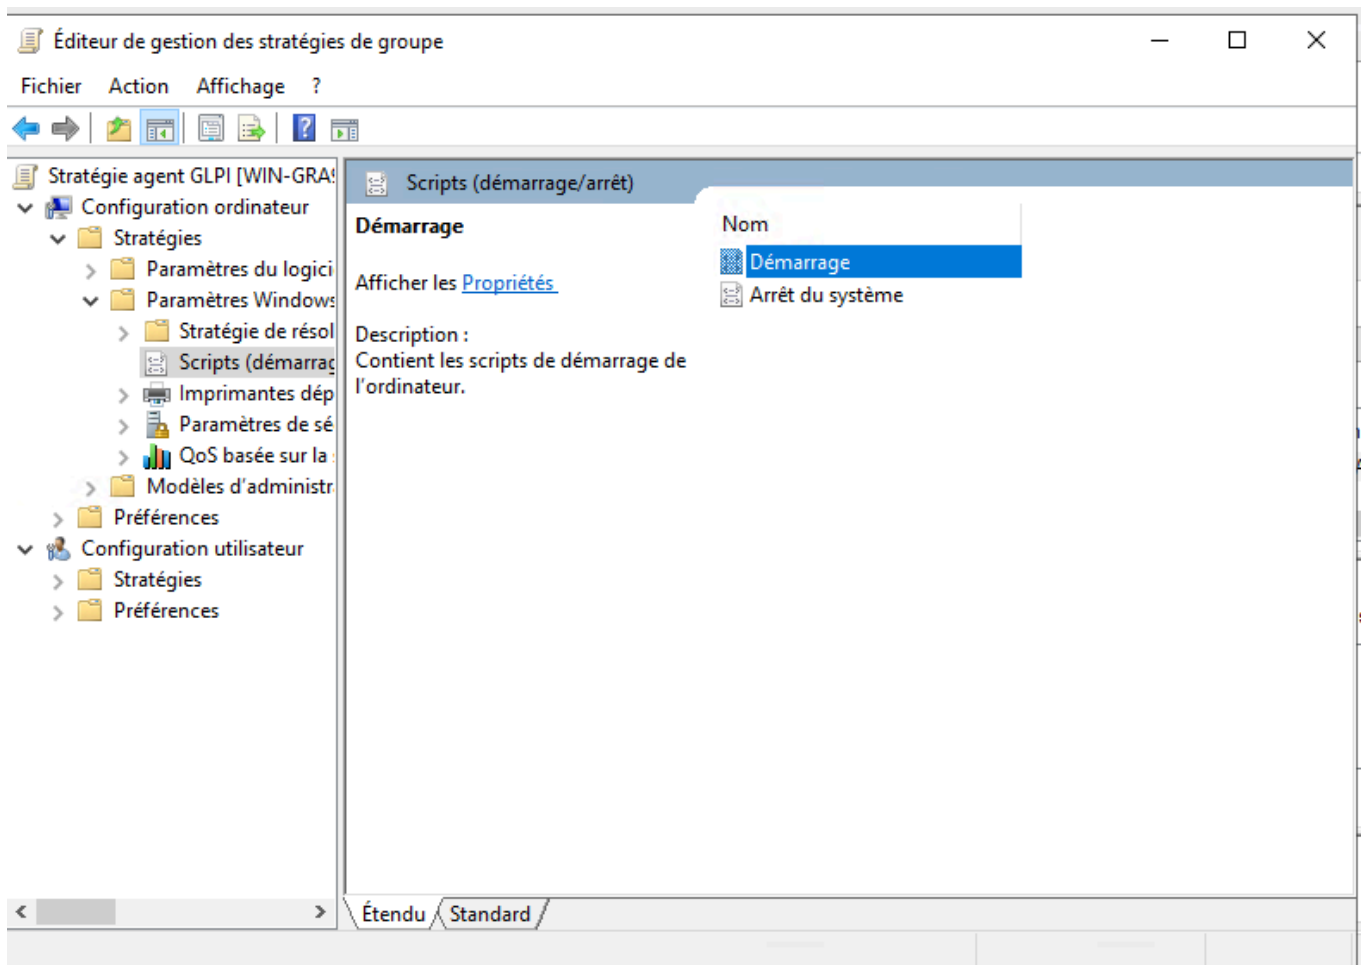 Éditeur de gestion des stratégies de groupe
Fichier Action Affichage ?
Stratégie agent GLPI [WIN-GRA
Configuration ordinateur
Stratégies
Paramètres du logici
Paramètres Windows
Stratégie de résol
Scripts (démarrag
Imprimantes dép
Paramètres de sé
QoS basée sur la
Modèles d'administr
Préférences
Configuration utilisateur
Stratégies
Préférences
Scripts (démarrage/arrêt)
Démarrage
Afficher les Propriétés
Description :
Contient les scripts de démarrage de
l'ordinateur.
Nom
Démarrage
Arrêt du système
Étendu Standard